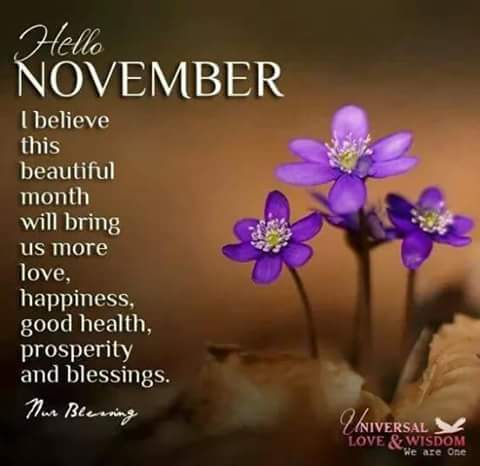 Hello
NOVEMBER
I believe
this
beautiful
month
will bring
us more
love,
happiness,
good health,
prosperity
and blessings.
Nur Blessing
UNIVERSAL
LOVE & WISDOM
We are One